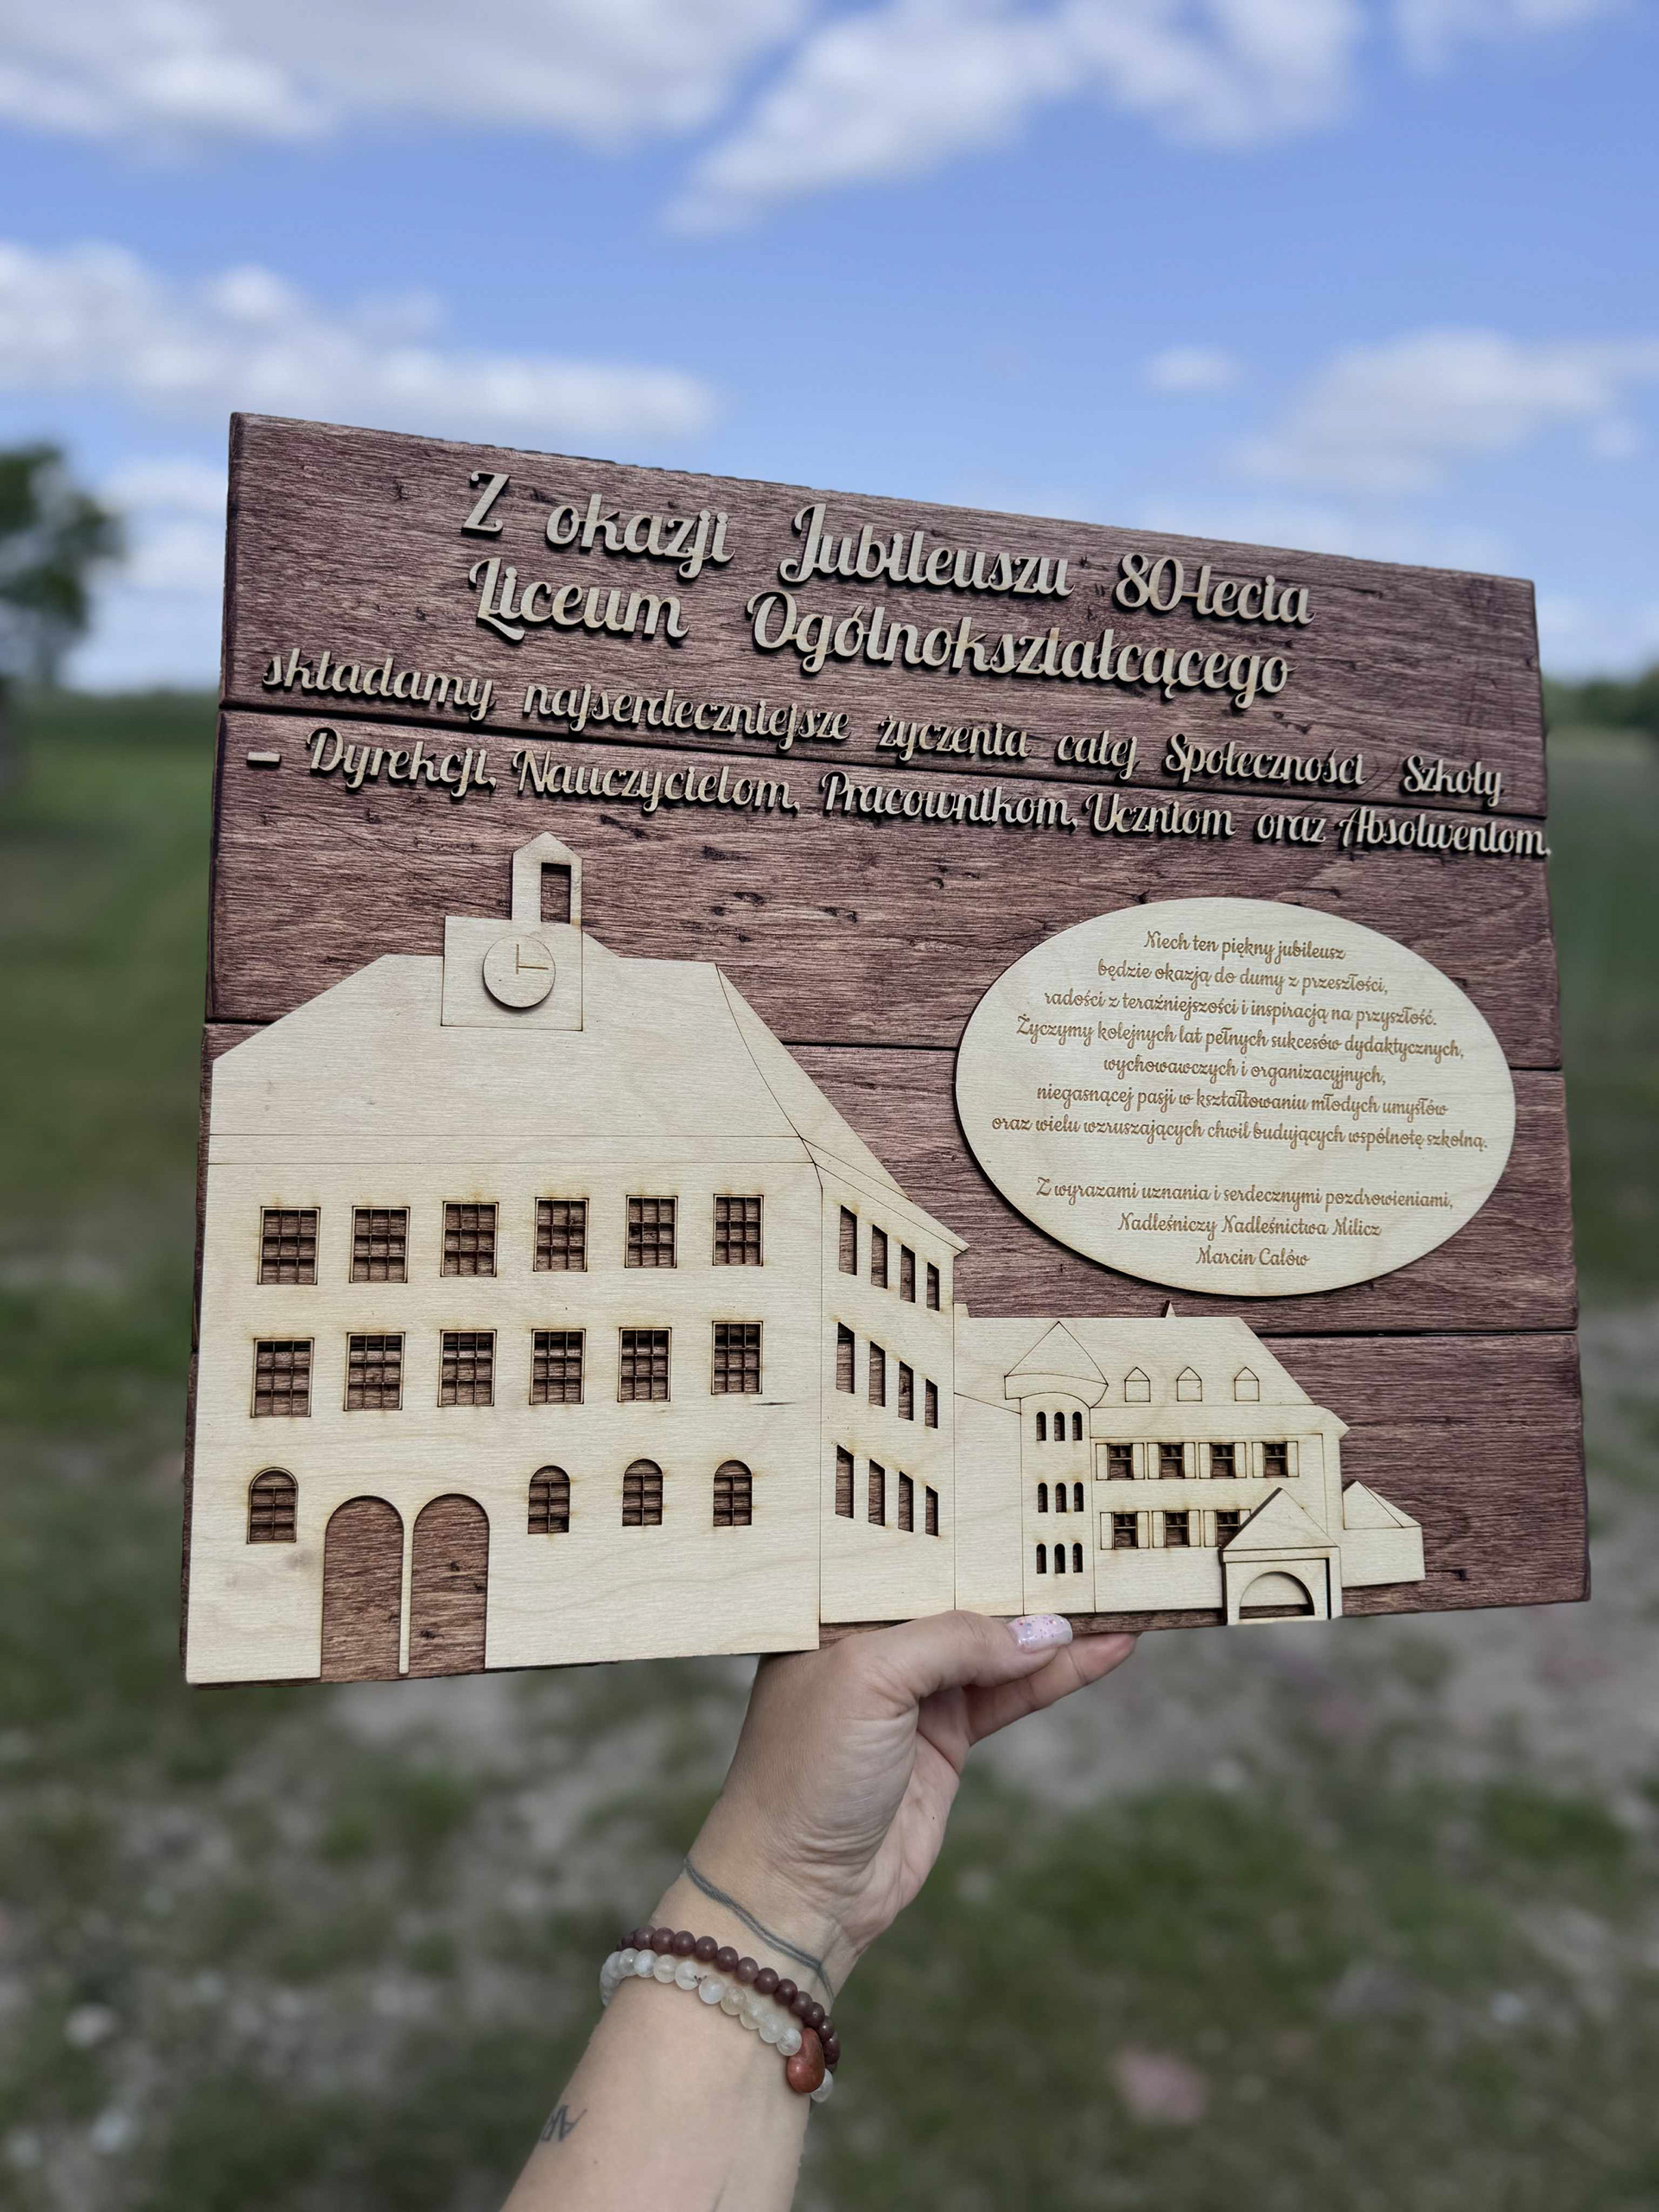 Z okazji Jubileuszu 80-lecia
Liceum Ogólnokształcącego
składamy najserdeczniejsze życzenia całej Społeczności Szkoły
– Dyrekcji, Nauczycielom, Pracownikom, Uczniom oraz Absolwentom.
Niech ten piękny jubileusz
będzie okazją do dumy z przeszłości,
radości z teraźniejszości i inspiracją na przyszłość.
Życzymy kolejnych lat pełnych sukcesów dydaktycznych,
wychowawczych i organizacyjnych,
niegasnącej pasji w kształtowaniu młodych umysłów
oraz wielu wzruszających chwil budujących wspólnotę szkolną.
Z wyrazami uznania i serdecznymi pozdrowieniami,
Nadleśniczy Nadleśnictwa Milicz
Marcin Całów